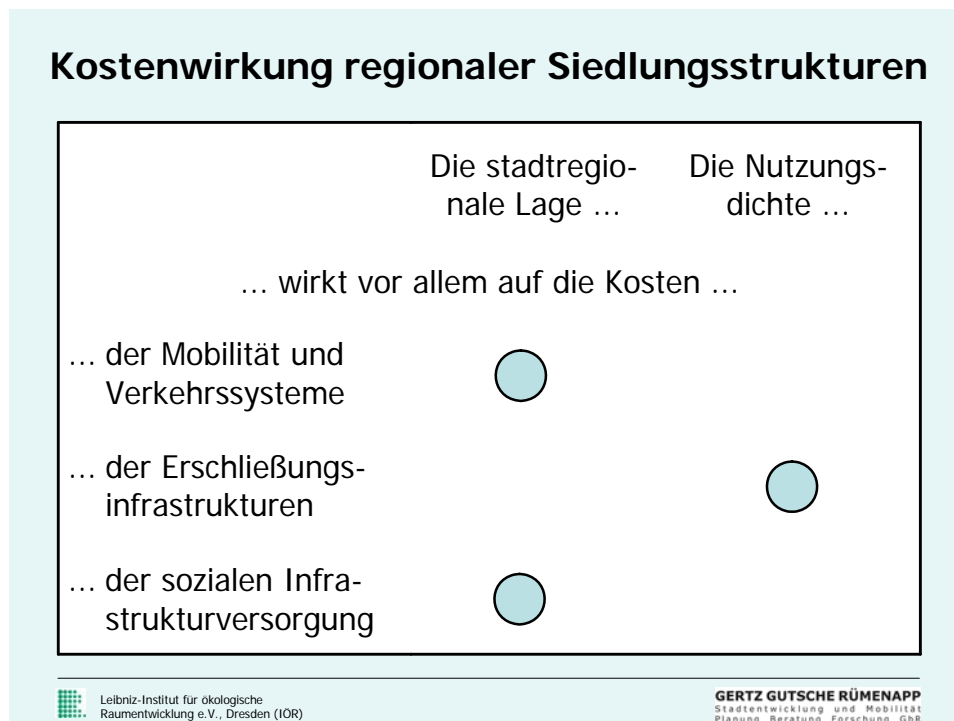 Kostenwirkung regionaler Siedlungsstrukturen
Die stadtregio-
nale Lage …
Die Nutzungs-
dichte …
… wirkt vor allem auf die Kosten …
… der Mobilität und
Verkehrssysteme
… der Erschließungs-
infrastrukturen
… der sozialen Infra-
strukturversorgung
Leibniz-Institut für ökologische
Raumentwicklung e.V., Dresden (IÖR)
GERTZ GUTSCHE RÜMENAPP
Stadtentwicklung und Mobilität
Planung Beratung Forschung GbR